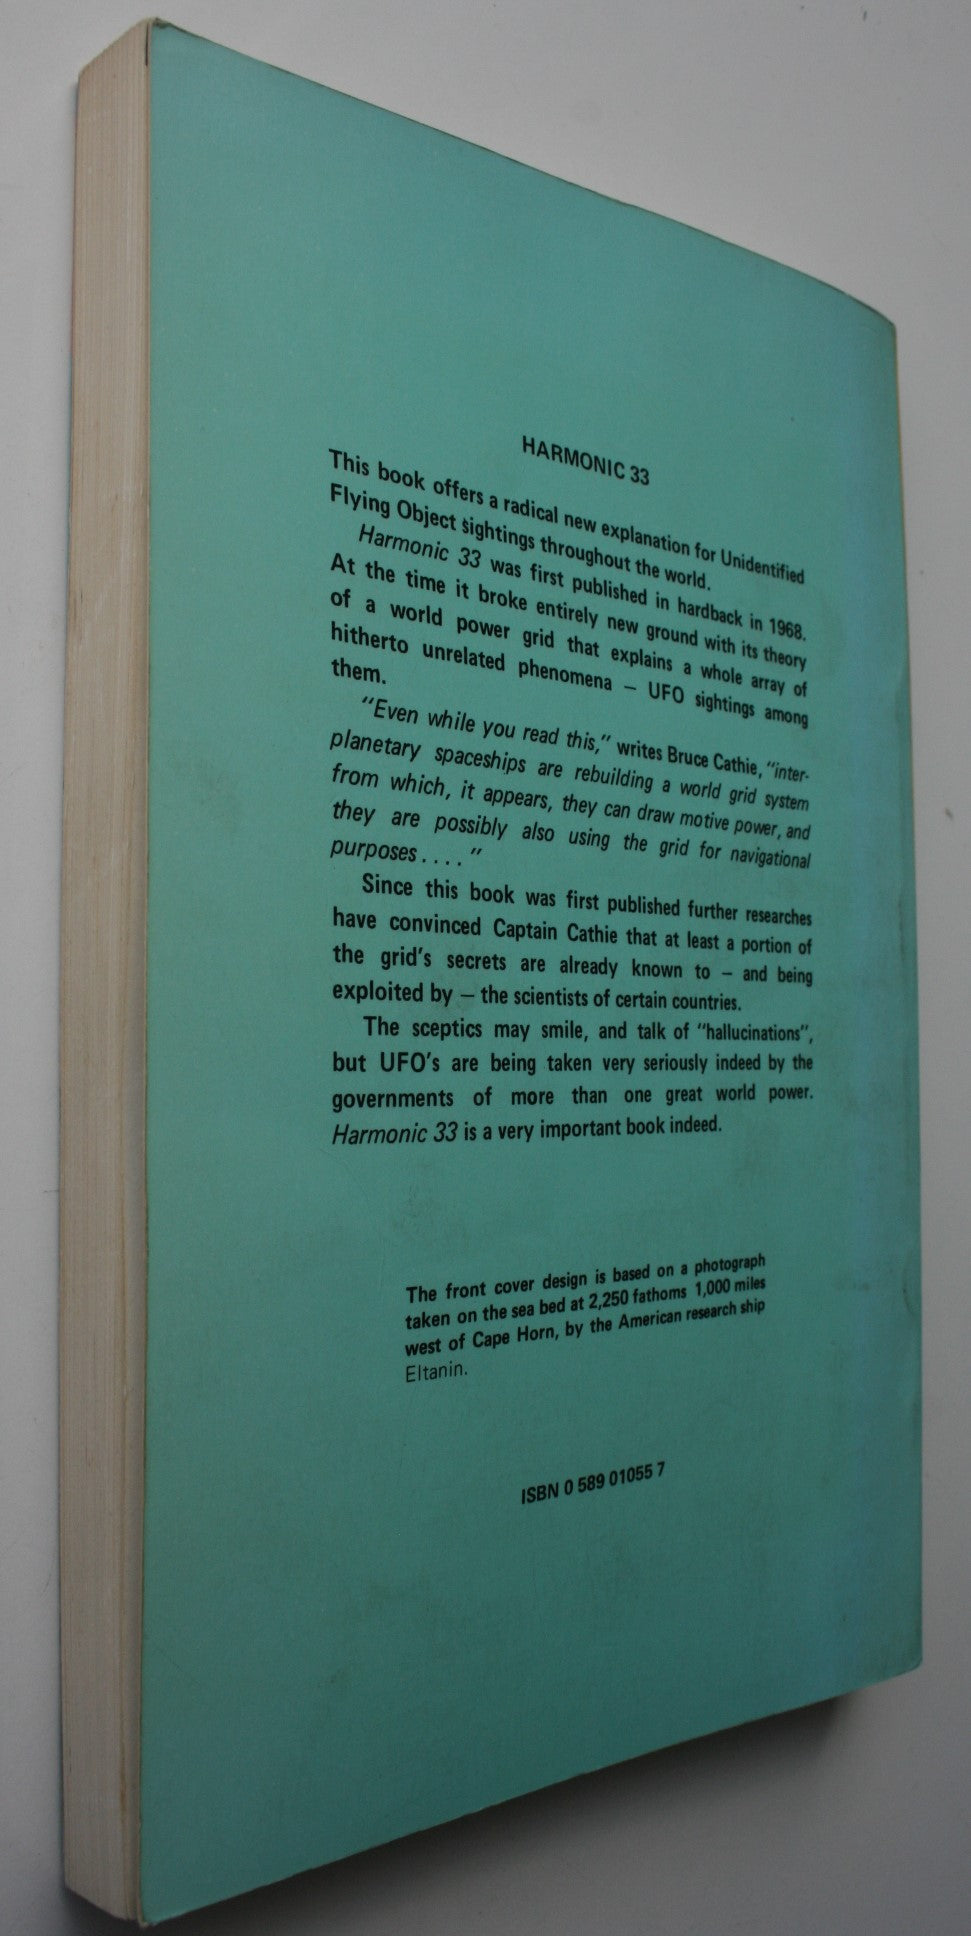 HARMONIC 33
This book offers a radical new explanation for Unidentified
Flying Object sightings throughout the world.
Harmonic 33 was first published in hardback in 1968.
At the time it broke entirely new ground with its theory
of a world power grid that explains a whole array of
hitherto unrelated phenomena – UFO sightings among
them.
"Even while you read this," writes Bruce Cathie, "inter-
planetary spaceships are rebuilding a world grid system
from which, it appears, they can draw motive power, and
they are possibly also using the grid for navigational
purposes . . . . "
Since this book was first published further researches
have convinced Captain Cathie that at least a portion of
the grid's secrets are already known to – and being
exploited by – the scientists of certain countries.
The sceptics may smile, and talk of "hallucinations",
but UFO's are being taken very seriously indeed by the
governments of more than one great world power.
Harmonic 33 is a very important book indeed.
The front cover design is based on a photograph
taken on the sea bed at 2,250 fathoms 1,000 miles
west of Cape Horn, by the American research ship
Eltanin.
ISBN 0 589 01055 7